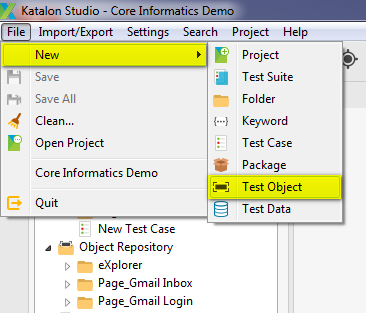 Katalon Studio - Core Informatics Demo
File Import/Export Settings Search Project Help
New
Save
Save All
Clean...
Open Project
Core Informatics Demo
Quit
Project
Test Suite
Folder
Keyword
Test Case
Package
Test Object
Test Data
New Test Case
Object Repository
eXplorer
Page_Gmail Inbox
Page_Gmail Login